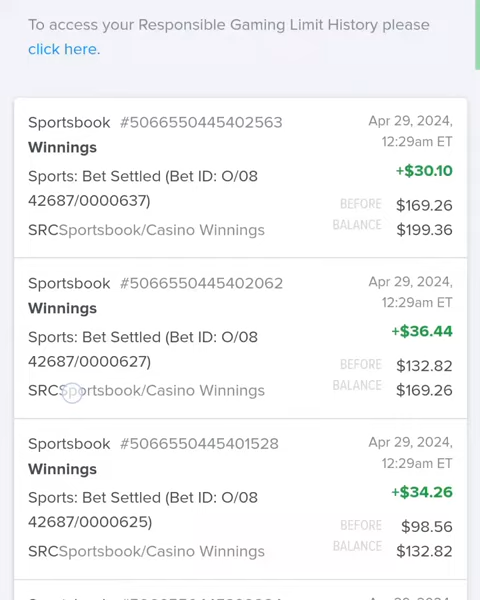 To access your Responsible Gaming Limit History please
click here.
Sportsbook #5066550445402563
Apr 29, 2024,
12:29am ET
Winnings
+$30.10
Sports: Bet Settled (Bet ID: O/08
42687/0000637)
BEFORE $169.26
SRCSportsbook/Casino Winnings
BALANCE $199.36
Sportsbook #5066550445402062
Apr 29, 2024,
12:29am ET
Winnings
+$36.44
Sports: Bet Settled (Bet ID: O/08
42687/0000627)
BEFORE $132.82
SRCSportsbook/Casino Winnings
BALANCE $169.26
Sportsbook #5066550445401528
Apr 29, 2024,
12:29am ET
Winnings
+$34.26
Sports: Bet Settled (Bet ID: O/08
42687/0000625)
BEFORE $98.56
SRCSportsbook/Casino Winnings
BALANCE $132.82